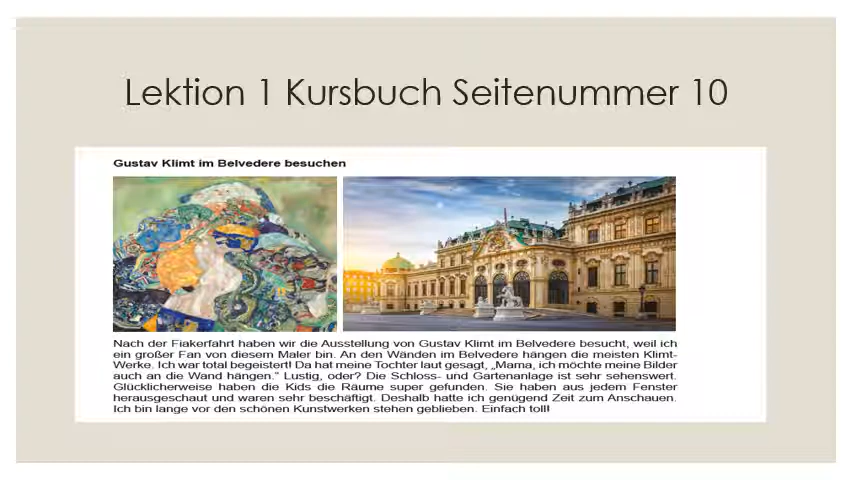 Lektion 1 Kursbuch Seitenummer 10
Gustav Klimt im Belvedere besuchen
Nach der Fiakerfahrt haben wir die Ausstellung von Gustav Klimt im Belvedere besucht, weil ich
ein großer Fan von diesem Maler bin. An den Wänden im Belvedere hängen die meisten Klimt-
Werke. Ich war total begeistert! Da hat meine Tochter laut gesagt, „Mama, ich möchte meine Bilder
auch an die Wand hängen.“ Lustig, oder? Die Schloss- und Gartenanlage ist sehr sehenswert.
Glücklicherweise haben die Kids die Räume super gefunden. Sie haben aus jedem Fenster
herausgeschaut und waren sehr beschäftigt. Deshalb hatte ich genügend Zeit zum Anschauen.
Ich bin lange vor den schönen Kunstwerken stehen geblieben. Einfach toll!